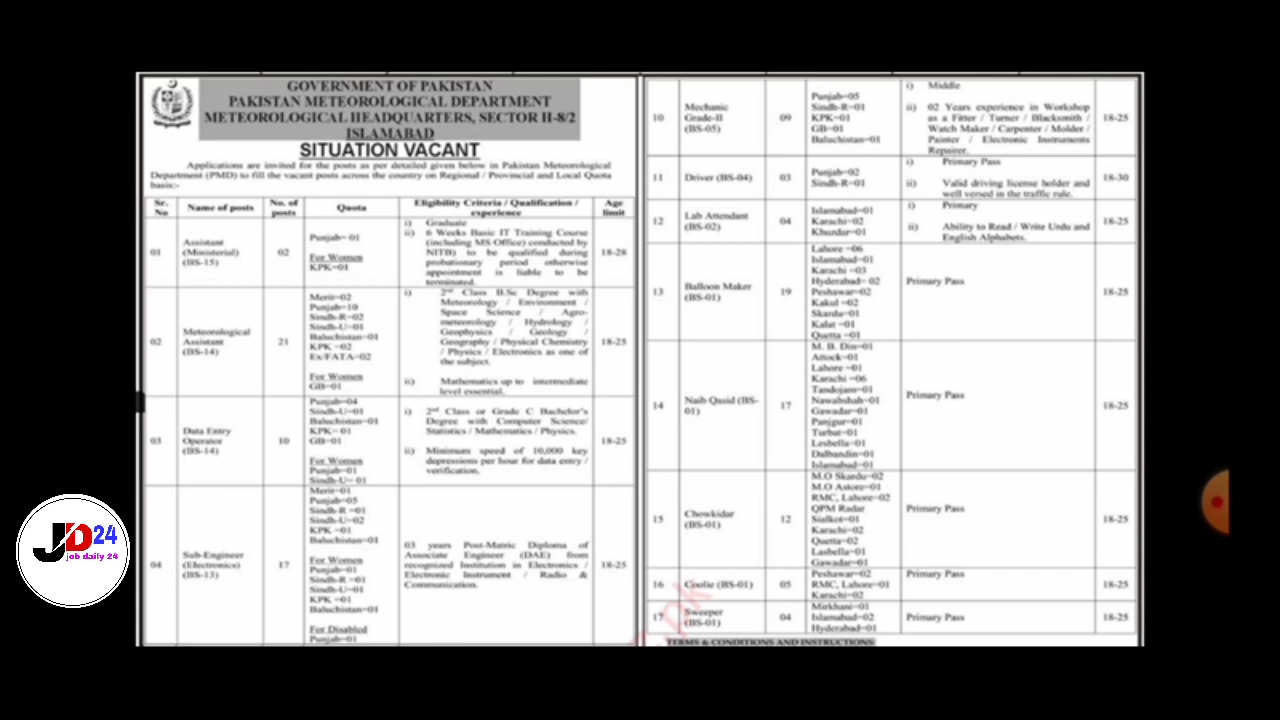 GOVERNMENT OF PAKISTAN
PAKISTAN METEOROLOGICAL DEPARTMENT
METEOROLOGICAL HEADQUARTERS, SECTOR H-8/2
ISLAMABAD
SITUATION VACANT
Applications are invited for the posts as per detailed given below in Pakistan Meteorological
Department (PMD) to fill the vacant posts across the country on Regional / Provincial and Local Quota
basis:-
Sr. No
Name of posts
No. of posts
Quota
Eligibility Criteria / Qualification / experience
Age limit
01
Assistant
(Ministerial)
(BS-15)
02
Punjab= 01
For Women
KPK=01
i) Graduate
ii) 6 Weeks Basic IT Training Course
(including MS Office) conducted by
NITB) to be qualified during
probationary period otherwise
appointment is liable to be
terminated.
18-28
02
Meteorological
Assistant
(BS-14)
21
Merit=02
Punjab=10
Sindh-R=02
Sindh-U=01
Baluchistan=01
KPK =02
Ex/FATA=02
For Women
GB=01
i) 2nd Class B.Sc Degree with
Meteorology / Environment /
Space Science / Agro-
meteorology / Hydrology /
Geophysics / Geology /
Geography / Physical Chemistry
/ Physics / Electronics as one of
the subject.
ii) Mathematics up to intermediate
level essential.
18-25
03
Data Entry
Operator
(BS-14)
10
Punjab=04
Sindh-U=01
Baluchistan=01
KPK= 01
GB=01
For Women
Punjab=01
Sindh-U= 01
i) 2nd Class or Grade C Bachelor's
Degree with Computer Science/
Statistics / Mathematics / Physics.
ii) Minimum speed of 10,000 key
depressions per hour for data entry /
verification.
18-25
04
Sub-Engineer
(Electronics)
(BS-13)
17
Merit=01
Punjab=05
Sindh-R =01
Sindh-U=02
KPK =01
Baluchistan=01
For Women
Punjab=01
Sindh-R =01
Sindh-U=01
KPK =01
Baluchistan=01
For Disabled
Punjab=01
03 years Post-Matric Diploma of
Associate Engineer (DAE) from
recognized Institution in Electronics /
Electronic Instrument / Radio &
Communication.
18-25
10
Mechanic
Grade-II
(BS-05)
09
Punjab=05
Sindh-R=01
KPK=01
GB=01
Baluchistan=01
i) Middle
ii) 02 Years experience in Workshop
as a Fitter / Turner / Blacksmith /
Watch Maker / Carpenter / Molder /
Painter / Electronic Instruments
Repairer.
18-25
11
Driver (BS-04)
03
Punjab=02
Sindh-R=01
i) Primary Pass
ii) Valid driving license holder and
well versed in the traffic rule.
18-30
12
Lab Attendant
(BS-02)
04
Islamabad=01
Karachi=02
Khuzdar=01
i) Primary
ii) Ability to Read / Write Urdu and
English Alphabets.
18-25
13
Balloon Maker
(BS-01)
19
Lahore =06
Islamabad=01
Karachi =03
Hyderabad= 02
Peshawar=02
Kakul =02
Skardu=01
Kalat =01
Quetta =01
Primary Pass
18-25
14
Naib Qasid (BS-
01)
17
M. B. Din=01
Attock=01
Lahore =01
Karachi =06
Tandojam=01
Nawabshah=01
Gawadar=01
Panjgur=01
Turbat=01
Lesbella=01
Dalbandin=01
Islamabad=01
Primary Pass
18-25
15
Chowkidar
(BS-01)
12
M.O Skardu=02
M.O Astore=01
RMC, Lahore=02
QPM Radar
Sialkot=01
Karachi=02
Quetta=02
Lasbella=01
Gawadar=01
Primary Pass
18-25
16
Coolie (BS-01)
05
Peshawar=02
RMC, Lahore=01
Karachi=02
Primary Pass
18-25
17
Sweeper
(BS-01)
04
Mirkhani=01
Islamabad=02
Hyderabad=01
Primary Pass
18-25
TERMS & CONDITIONS AND INSTRUCTIONS
JD24
job daily 24